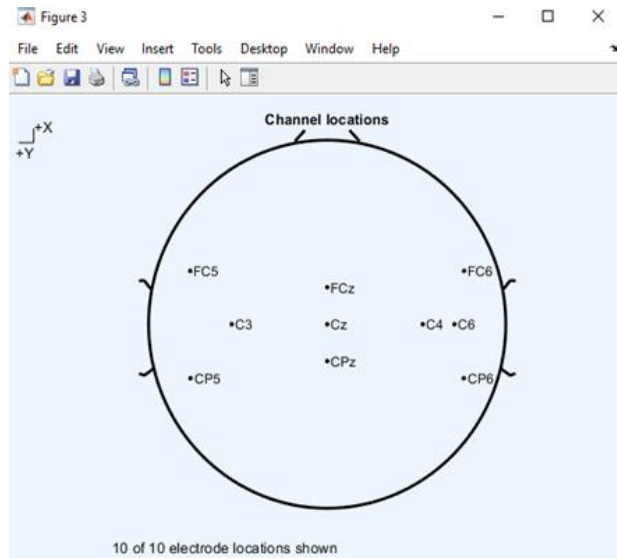 Figure 3
File Edit View Insert Tools Desktop Window Help
Channel locations
+X
+Y
FC5 FC6
FCz
C3 Cz C4 C6
CPz
CP5 CP6
10 of 10 electrode locations shown